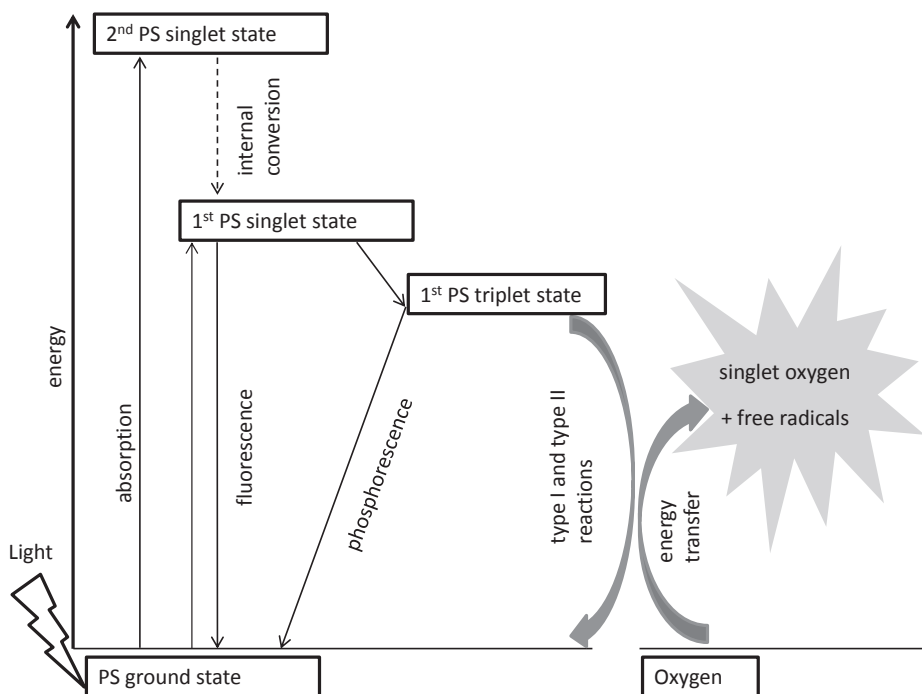 2nd PS singlet state
internal
conversion
1st PS singlet state
1st PS triplet state
energy
absorption
fluorescence
phosphorescence
type I and type II
reactions
energy
transfer
singlet oxygen
+ free radicals
Light
PS ground state
Oxygen